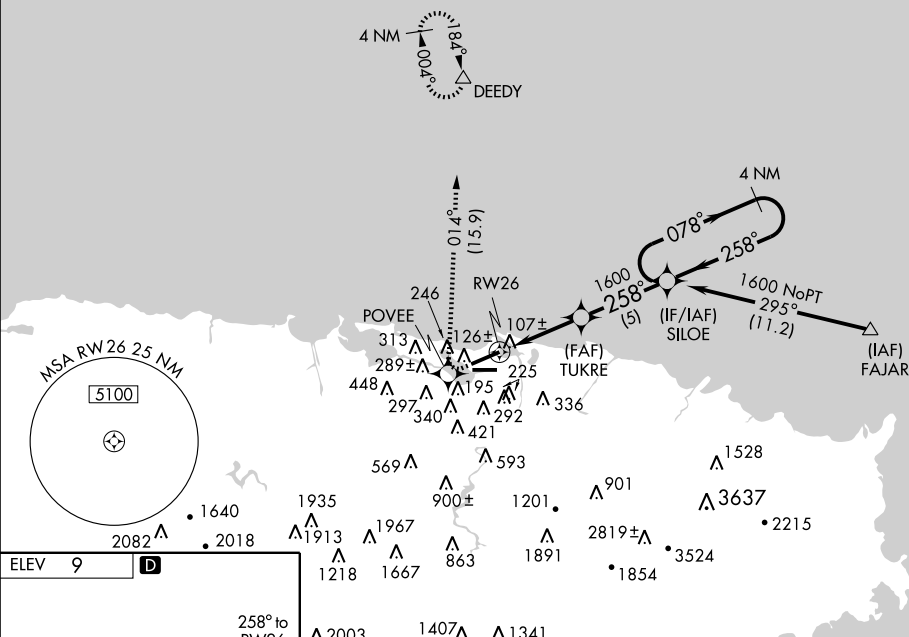 4 NM
184°
004°
DEEDY
4 NM
078°
258°
014°
(15.9)
RW26
1600
258°
(5)
1600 NoPT
295°
(11.2)
(IF/IAF)
SILOE
(IAF)
FAJAR
(FAF)
TUKRE
246
POVEE
313
126±
107±
289±
448
195
225
297
340
292
336
421
MSA RW26 25 NM
5100
569
593
1528
900±
901
3637
1201
2215
1640
1935
2082
2018
1913
1967
1218
1667
863
1891
2819±
3524
1854
ELEV 9
D
258° to
RW26
2003
1407
1341